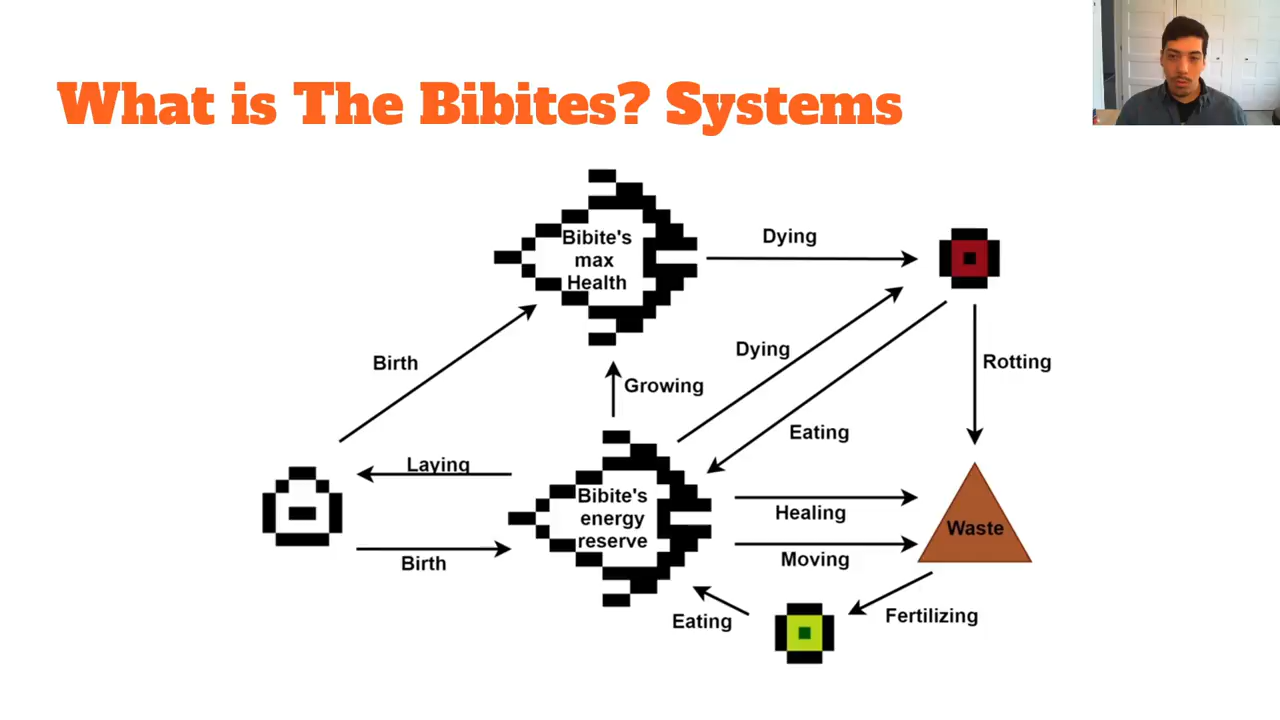 What is The Bibites? Systems
Bibite's
max
Health
Dying
Birth
Growing
Dying
Eating
Rotting
Laying
Birth
Bibite's
energy
reserve
Healing
Moving
Waste
Eating
Fertilizing